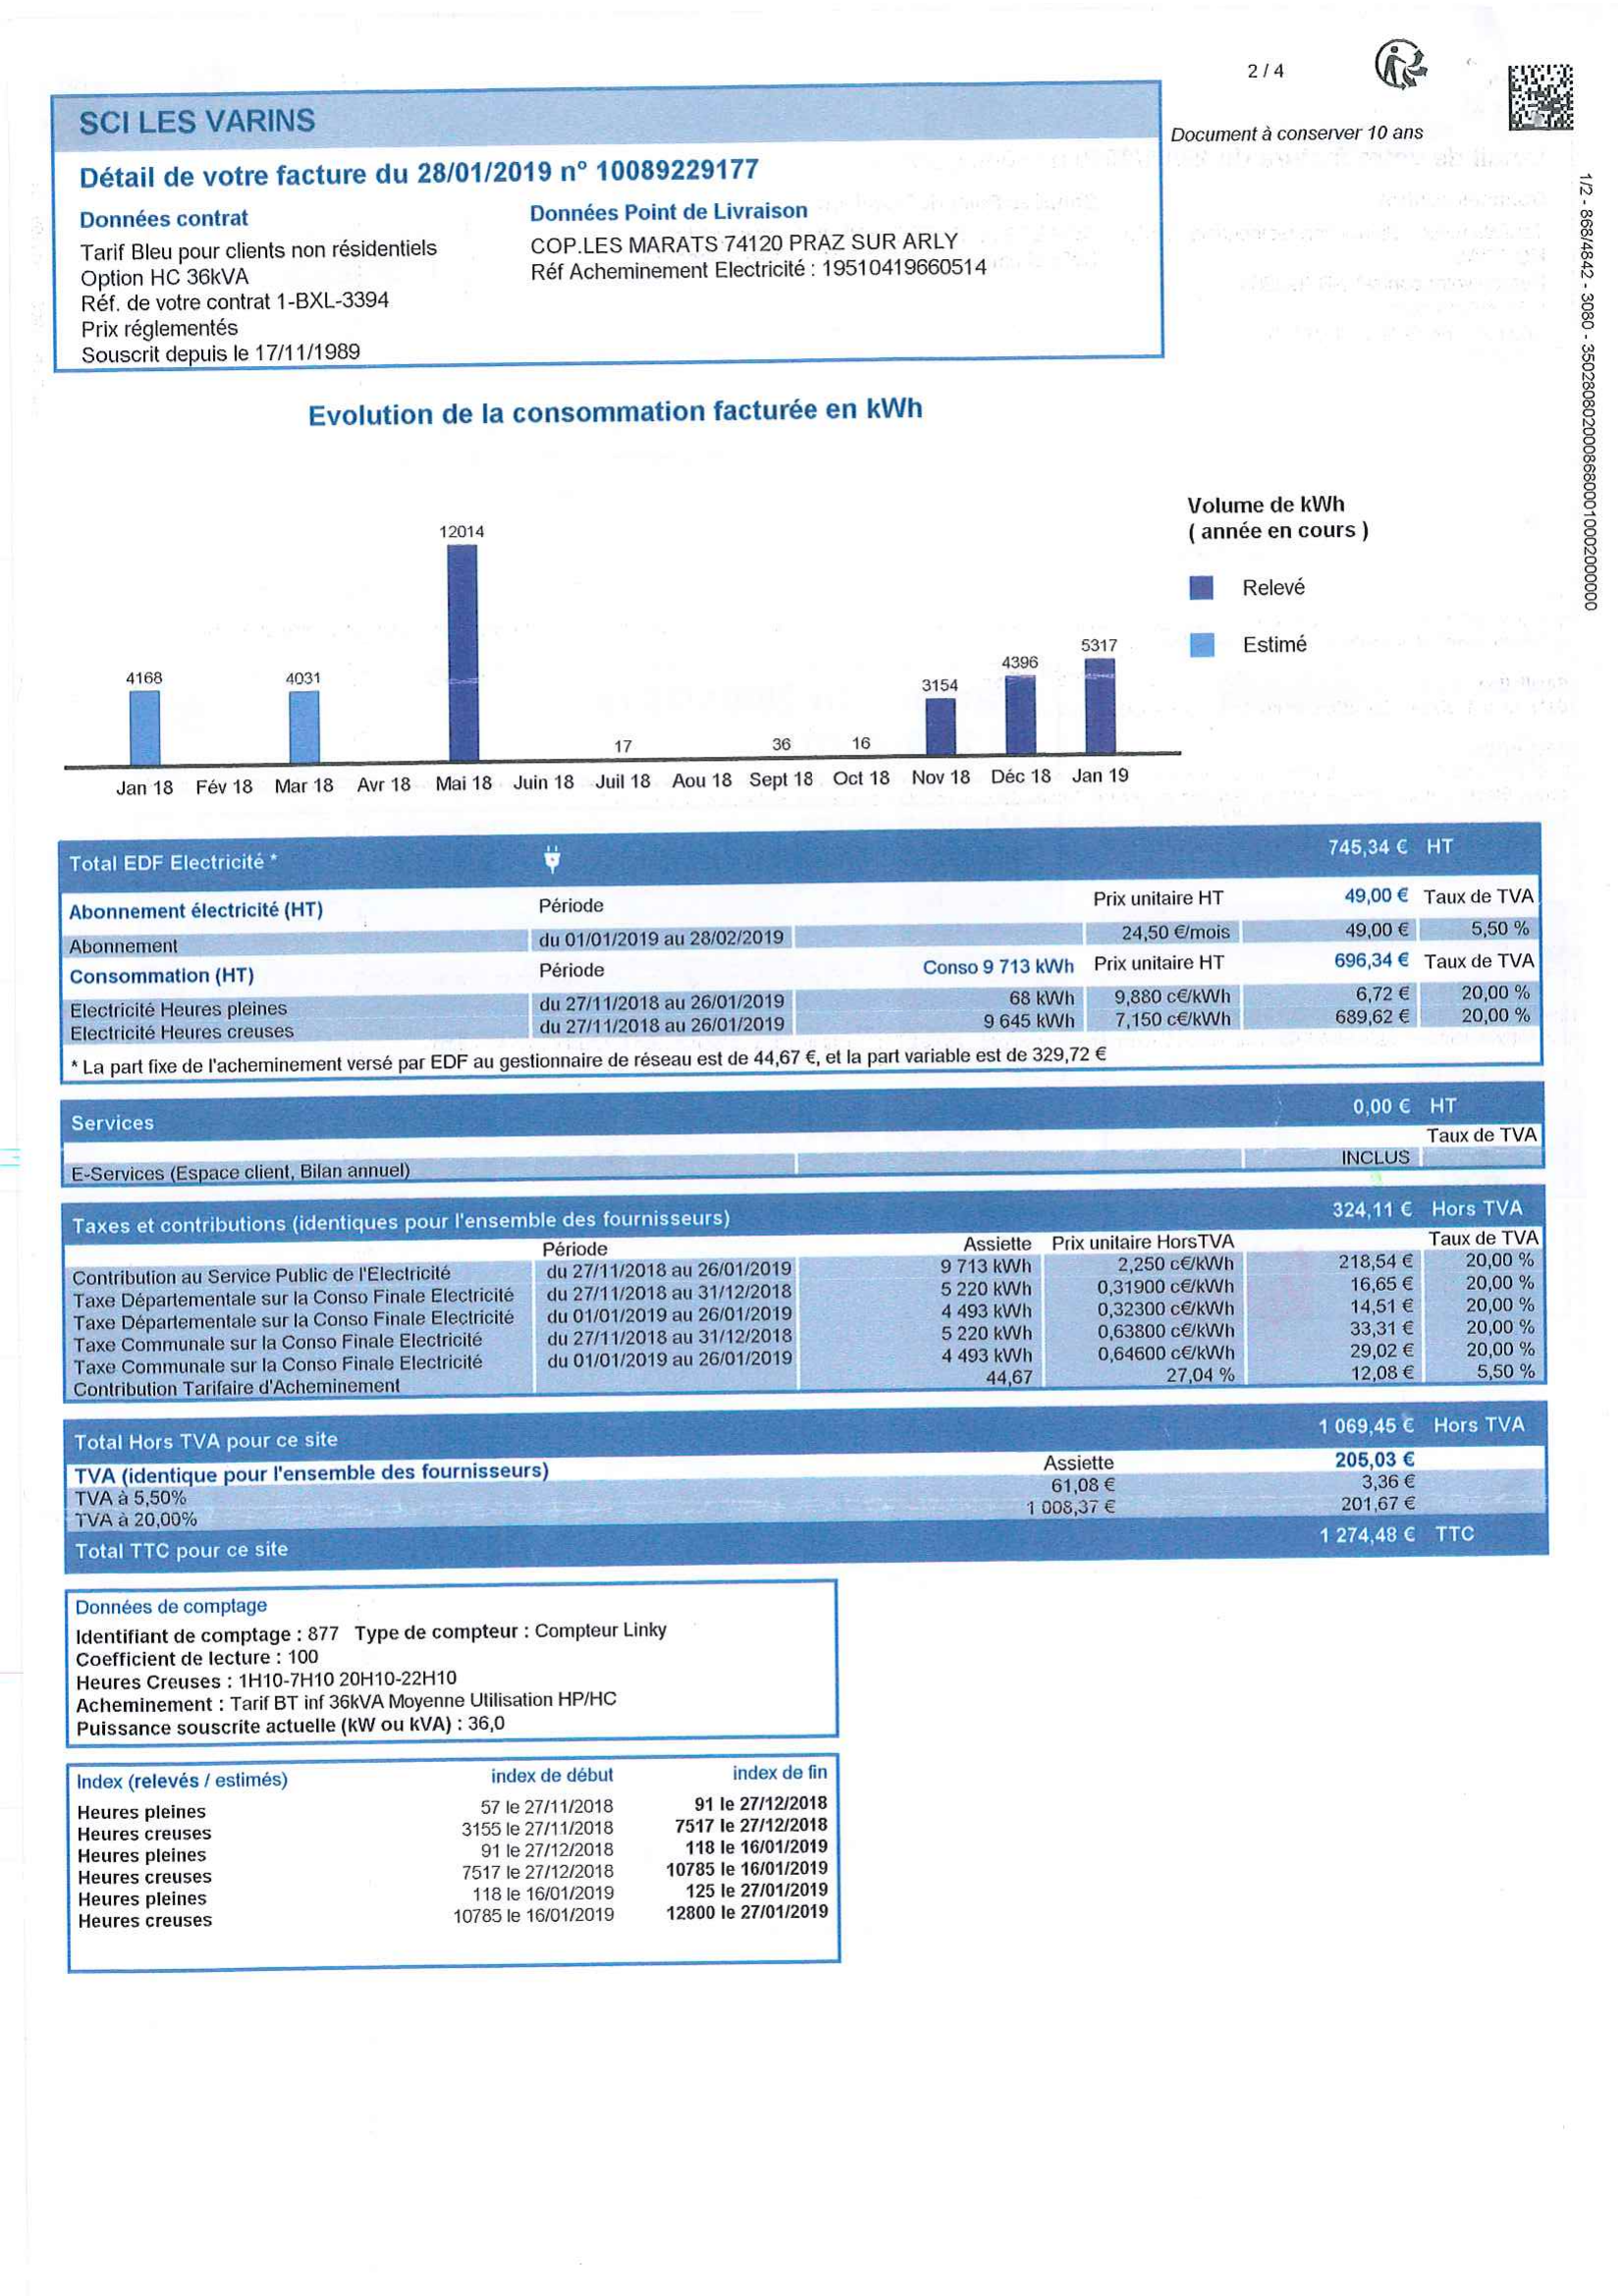 2 / 4
Document à conserver 10 ans
1/2 - 868/4842 - 3080 - 
SCI LES VARINS
Détail de votre facture du 28/01/2019 n° 10089229177
Données contrat
Tarif Bleu pour clients non résidentiels
Option HC 36kVA
Réf. de votre contrat 1-BXL-3394
Prix réglementés
Souscrit depuis le 17/11/1989
Données Point de Livraison
COP.LES MARATS 74120 PRAZ SUR ARLY
Réf Acheminement Electricité : 19510419660514
Evolution de la consommation facturée en kWh
Volume de kWh
( année en cours )
Relevé
Estimé
4168 4031 12014 17 36 16 3154 4396 5317
Jan 18 Fév 18 Mar 18 Avr 18 Mai 18 Juin 18 Juil 18 Aou 18 Sept 18 Oct 18 Nov 18 Déc 18 Jan 19
Total EDF Electricité * 745,34 € HT
Abonnement électricité (HT) Période Prix unitaire HT 49,00 € Taux de TVA
Abonnement du 01/01/2019 au 28/02/2019 24,50 €/mois 49,00 € 5,50 %
Consommation (HT) Période Conso 9 713 kWh Prix unitaire HT 696,34 € Taux de TVA
Electricité Heures pleines du 27/11/2018 au 26/01/2019 68 kWh 9,880 c€/kWh 6,72 € 20,00 %
Electricité Heures creuses du 27/11/2018 au 26/01/2019 9 645 kWh 7,150 c€/kWh 689,62 € 20,00 %
* La part fixe de l'acheminement versé par EDF au gestionnaire de réseau est de 44,67 €, et la part variable est de 329,72 €
Services 0,00 € HT
Taux de TVA
E-Services (Espace client, Bilan annuel) INCLUS
Taxes et contributions (identiques pour l'ensemble des fournisseurs) 324,11 € Hors TVA
Période Assiette Prix unitaire HorsTVA Taux de TVA
Contribution au Service Public de l'Electricité du 27/11/2018 au 26/01/2019 9 713 kWh 2,250 c€/kWh 218,54 € 20,00 %
Taxe Départementale sur la Conso Finale Electricité du 27/11/2018 au 31/12/2018 5 220 kWh 0,31900 c€/kWh 16,65 € 20,00 %
Taxe Départementale sur la Conso Finale Electricité du 01/01/2019 au 26/01/2019 4 493 kWh 0,32300 c€/kWh 14,51 € 20,00 %
Taxe Communale sur la Conso Finale Electricité du 27/11/2018 au 31/12/2018 5 220 kWh 0,63800 c€/kWh 33,31 € 20,00 %
Taxe Communale sur la Conso Finale Electricité du 01/01/2019 au 26/01/2019 4 493 kWh 0,64600 c€/kWh 29,02 € 20,00 %
Contribution Tarifaire d'Acheminement 44,67 27,04 % 12,08 € 5,50 %
Total Hors TVA pour ce site 1 069,45 € Hors TVA
TVA (identique pour l'ensemble des fournisseurs) Assiette 205,03 €
TVA à 5,50% 61,08 € 3,36 €
TVA à 20,00% 1 008,37 € 201,67 €
Total TTC pour ce site 1 274,48 € TTC
Données de comptage
Identifiant de comptage : 877 Type de compteur : Compteur Linky
Coefficient de lecture : 100
Heures Creuses : 1H10-7H10 20H10-22H10
Acheminement : Tarif BT inf 36kVA Moyenne Utilisation HP/HC
Puissance souscrite actuelle (kW ou kVA) : 36,0
Index (relevés / estimés) index de début index de fin
Heures pleines 57 le 27/11/2018 91 le 27/12/2018
Heures creuses 3155 le 27/11/2018 7517 le 27/12/2018
Heures pleines 91 le 27/12/2018 118 le 16/01/2019
Heures creuses 7517 le 27/12/2018 10785 le 16/01/2019
Heures pleines 118 le 16/01/2019 125 le 27/01/2019
Heures creuses 10785 le 16/01/2019 12800 le 27/01/2019